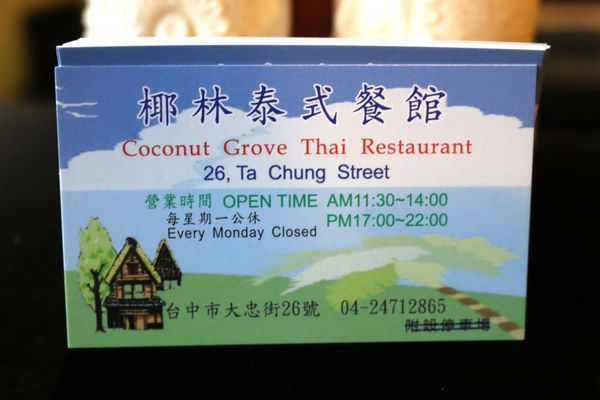 椰林泰式餐館
Coconut Grove Thai Restaurant
26, Ta Chung Street
營業時間 OPEN TIME AM11:30~14:00
每星期一公休 PM17:00~22:00
Every Monday Closed
台中市大忠街26號 04-24712865
附設停車場